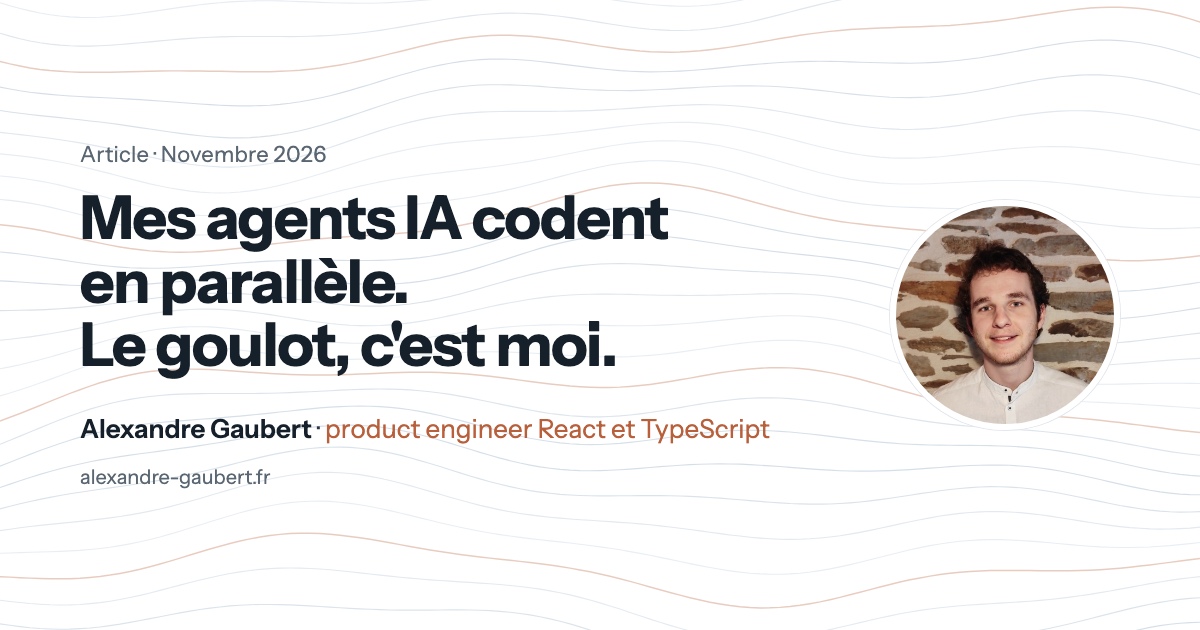 Article · Novembre 2026
Mes agents IA codent
en parallèle.
Le goulot, c'est moi.
Alexandre Gaubert · product engineer React et TypeScript
alexandre-gaubert.fr